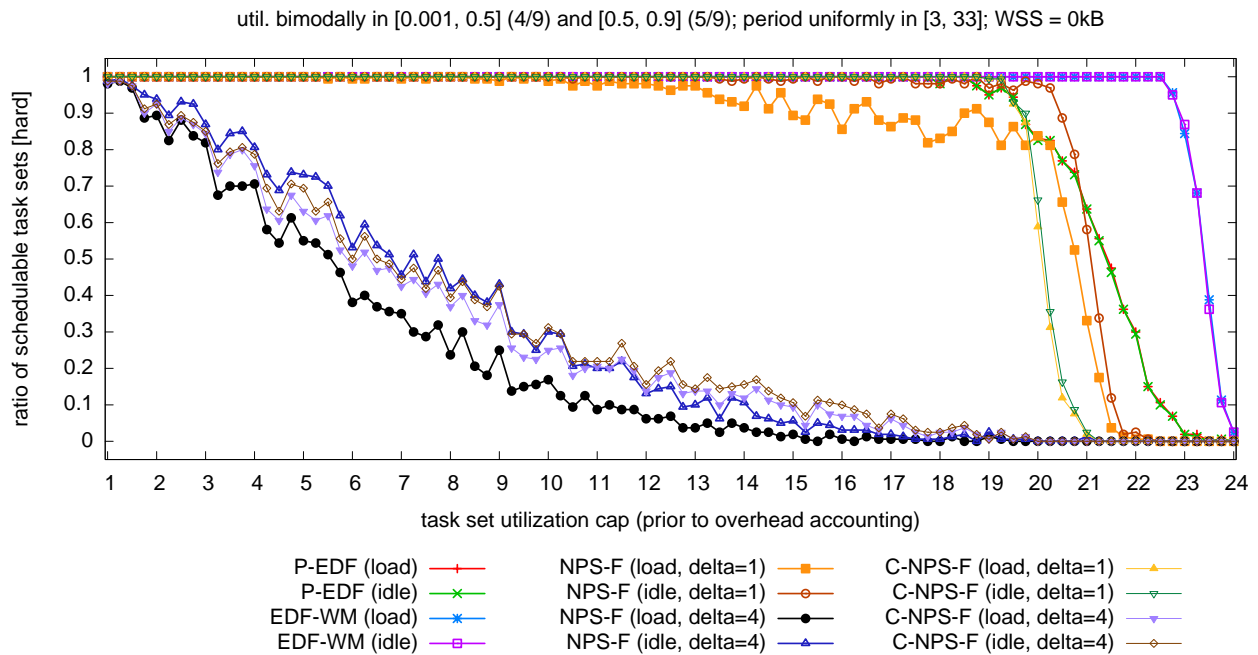 util. bimodally in [0.001, 0.5] (4/9) and [0.5, 0.9] (5/9); period uniformly in [3, 33]; WSS = 0kB
ratio of schedulable task sets [hard]
1
0.9
0.8
0.7
0.6
0.5
0.4
0.3
0.2
0.1
0
1 2 3 4 5 6 7 8 9 10 11 12 13 14 15 16 17 18 19 20 21 22 23 24
task set utilization cap (prior to overhead accounting)
P-EDF (load) NPS-F (load, delta=1) C-NPS-F (load, delta=1)
P-EDF (idle) NPS-F (idle, delta=1) C-NPS-F (idle, delta=1)
EDF-WM (load) NPS-F (load, delta=4) C-NPS-F (load, delta=4)
EDF-WM (idle) NPS-F (idle, delta=4) C-NPS-F (idle, delta=4)